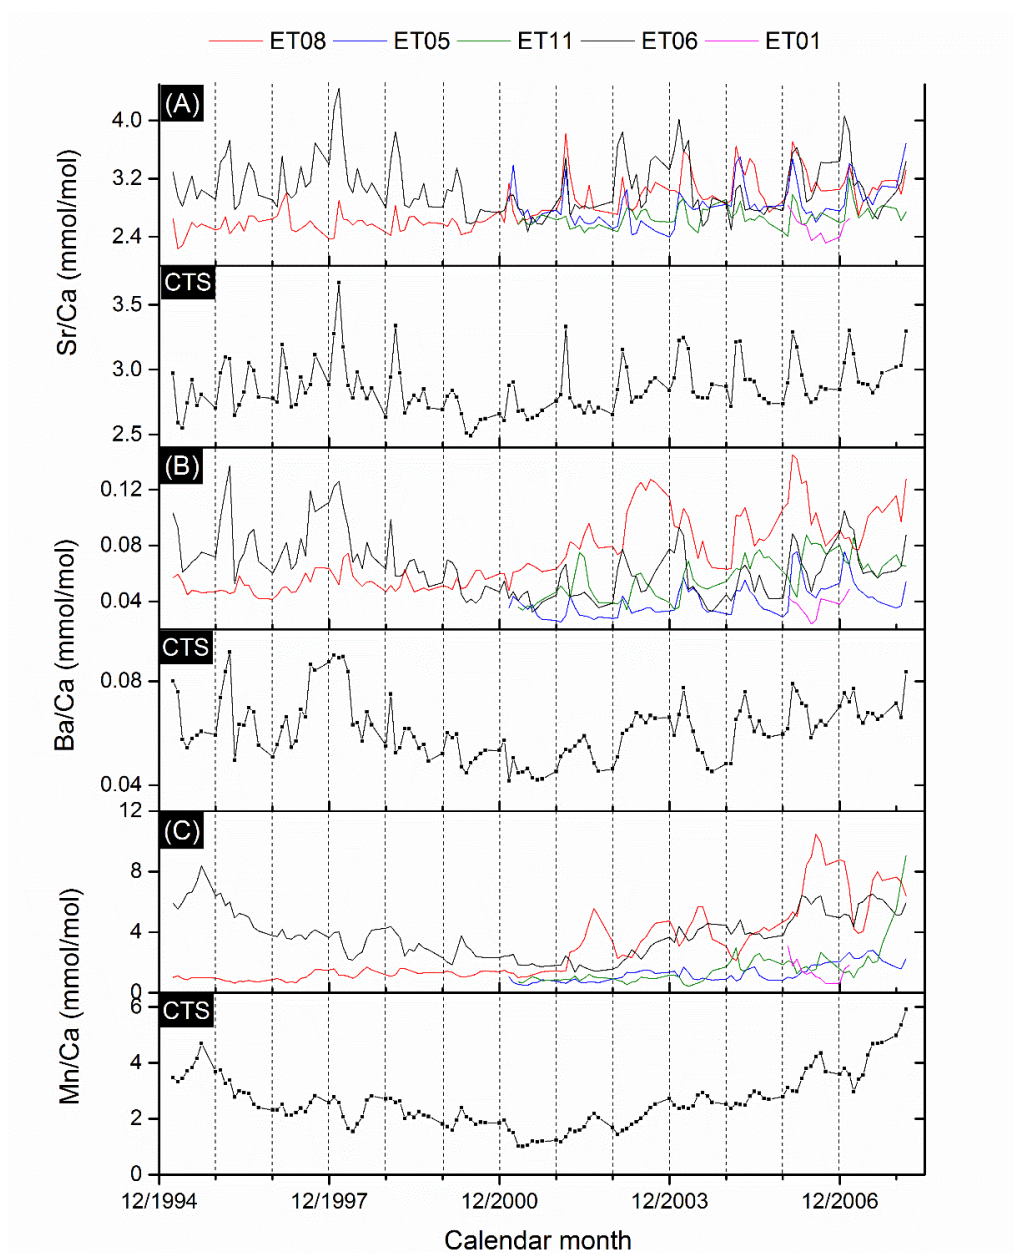 ET08 ET05 ET11 ET06 ET01
(A)
4.0
3.2
2.4
Sr/Ca (mmol/mol)
CTS
3.5
3.0
2.5
(B)
0.12
0.08
0.04
Ba/Ca (mmol/mol)
CTS
0.08
0.04
12
(C)
8
4
0
Mn/Ca (mmol/mol)
6
CTS
4
2
0
12/1994 12/1997 12/2000 12/2003 12/2006
Calendar month